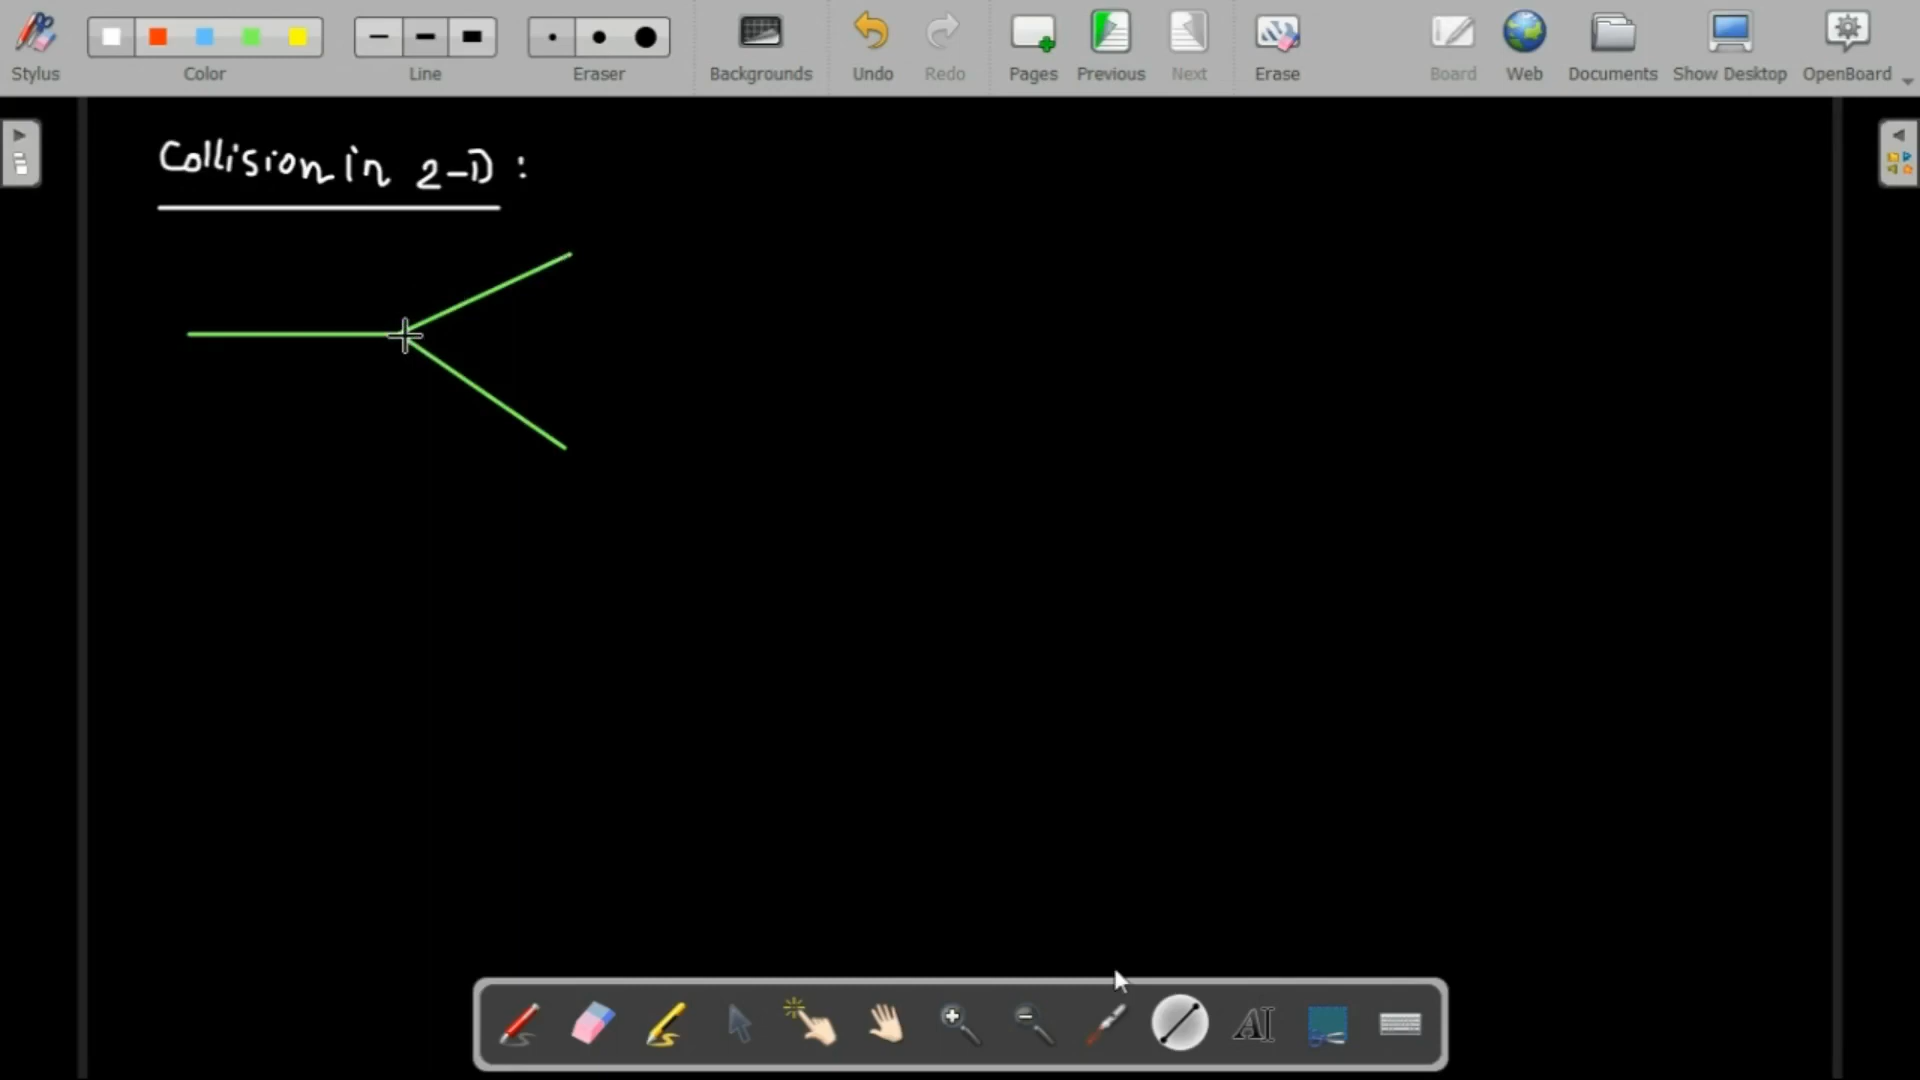 Stylus Color Line Eraser Backgrounds Undo Redo Pages Previous Next Erase Board Web Documents Show Desktop OpenBoard
Collision in 2-D :
AI